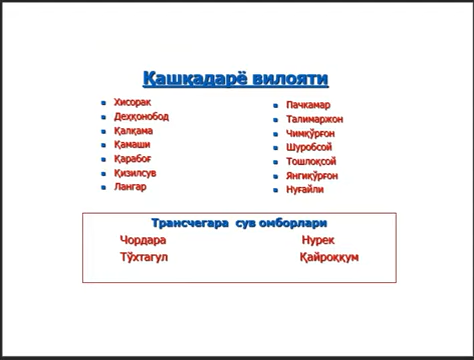 Қашқадарё вилояти
Хисорак
Деҳқонобод
Қалқама
Қамаши
Қарабоғ
Қизилсув
Лангар
Пачкамар
Талимаржон
Чимқўрғон
Шуробсой
Тошлоқсой
Янгиқўрғон
Нуғайли
Трансчегара сув омборлари
Чордара Нурек
Тўхтагул Қайроққум